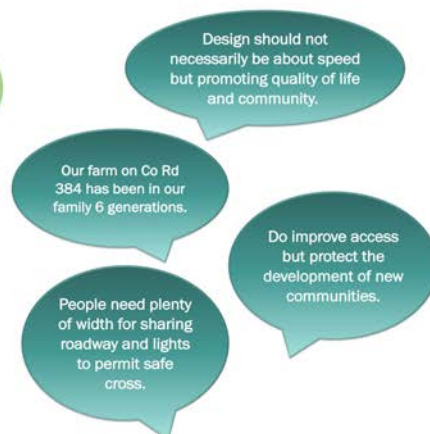 Design should not
necessarily be about speed
but promoting quality of life
and community.
Our farm on Co Rd
384 has been in our
family 6 generations.
Do improve access
but protect the
development of new
communities.
People need plenty
of width for sharing
roadway and lights
to permit safe
cross.